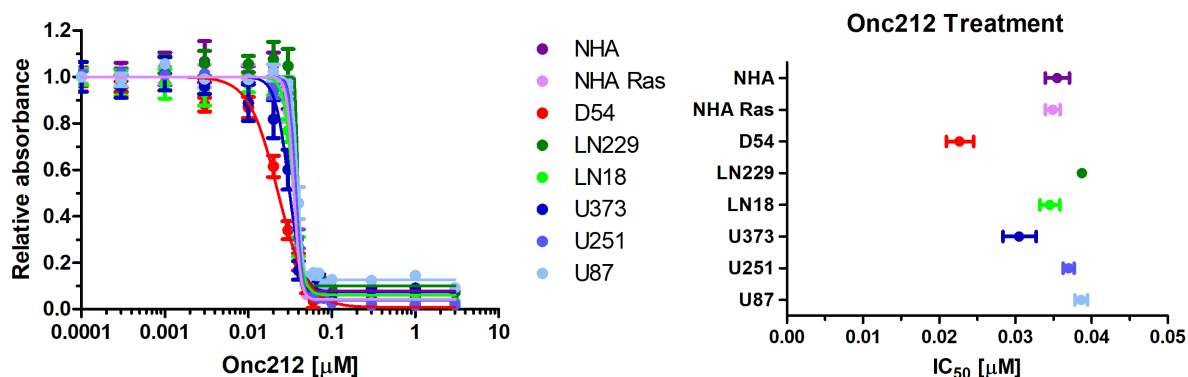 Relative absorbance
1.2
1.0
0.8
0.6
0.4
0.2
0.0
0.0001 0.001 0.01 0.1 1 10
Onc212 [μM]
NHA
NHA Ras
D54
LN229
LN18
U373
U251
U87
Onc212 Treatment
NHA
NHA Ras
D54
LN229
LN18
U373
U251
U87
0.00 0.01 0.02 0.03 0.04 0.05
IC50 [μM]